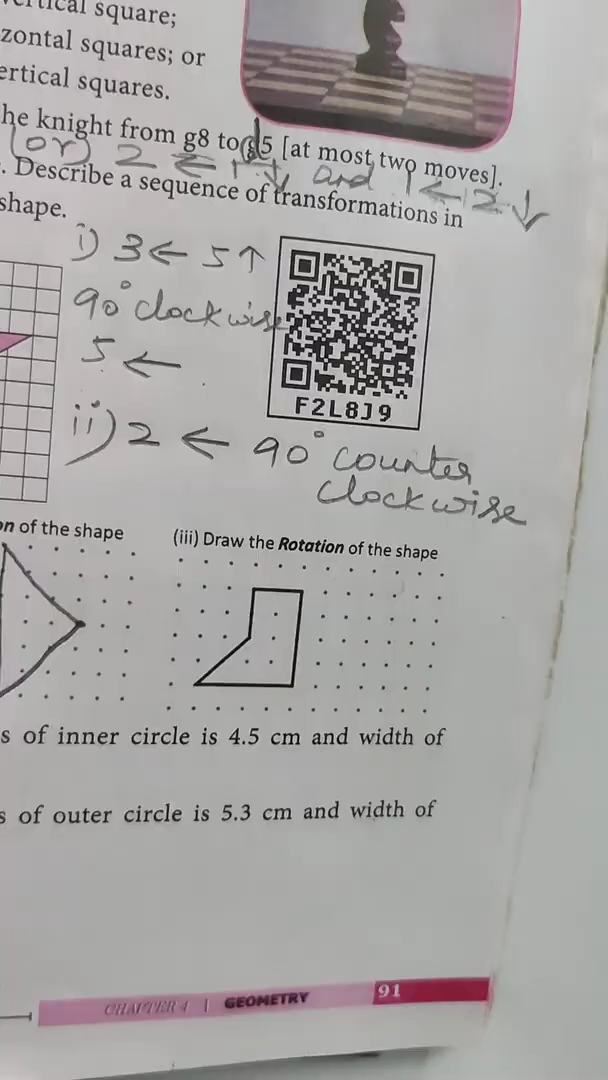 vertical square;
zontal squares; or
ertical squares.
he knight from g8 to 5 [at most two moves].
(or) 2 ← 1 ↓ and 1 ← 2 ↓
. Describe a sequence of transformations in
shape.
i) 3 ← 5 ↑
90° clockwise
5 ←
F2L8J9
ii) 2 ← 90° counter
clockwise
on of the shape
(iii) Draw the Rotation of the shape
s of inner circle is 4.5 cm and width of
s of outer circle is 5.3 cm and width of
CHAPTER 4 | GEOMETRY
91